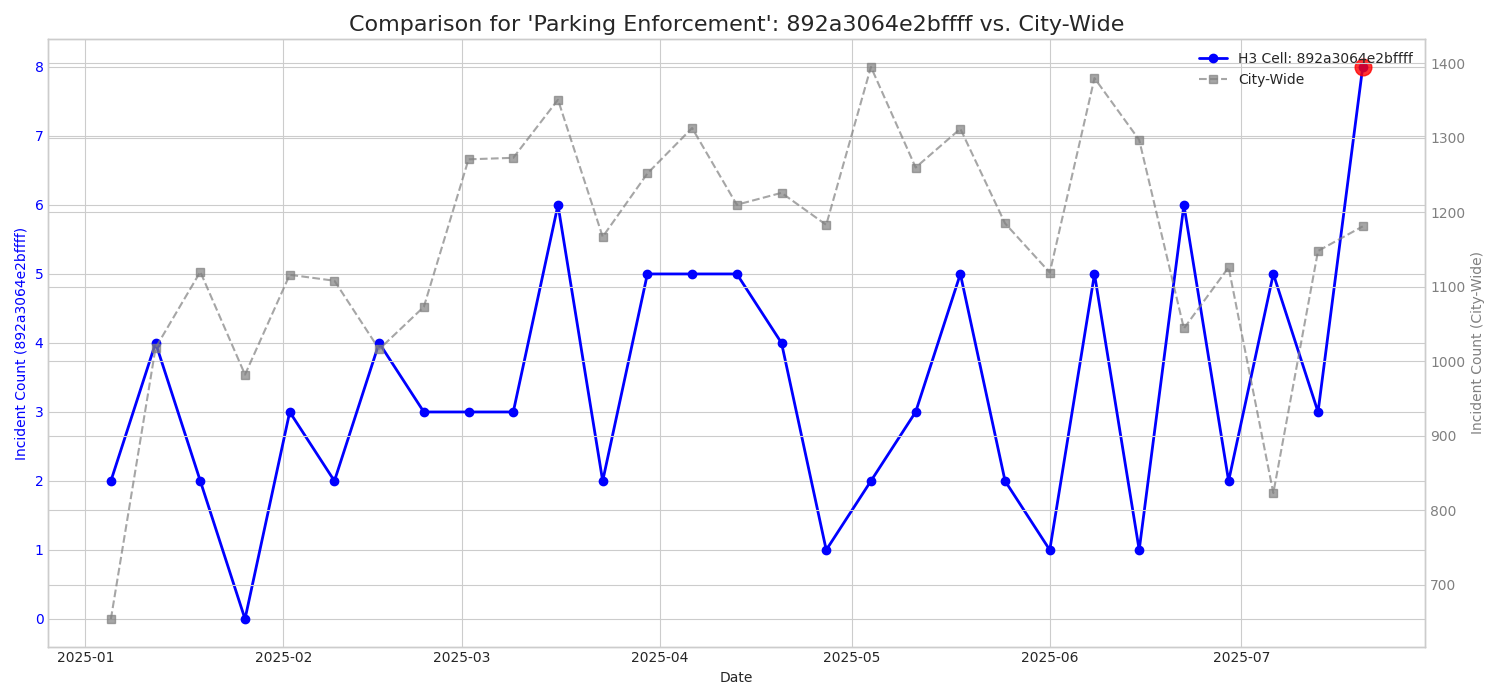 Comparison for 'Parking Enforcement': 892a3064e2bffff vs. City-Wide
H3 Cell: 892a3064e2bffff
City-Wide
Incident Count (892a3064e2bffff)
8
7
6
5
4
3
2
1
0
1400
1300
1200
1100
1000
900
800
700
Incident Count (City-Wide)
2025-01 2025-02 2025-03 2025-04 2025-05 2025-06 2025-07
Date